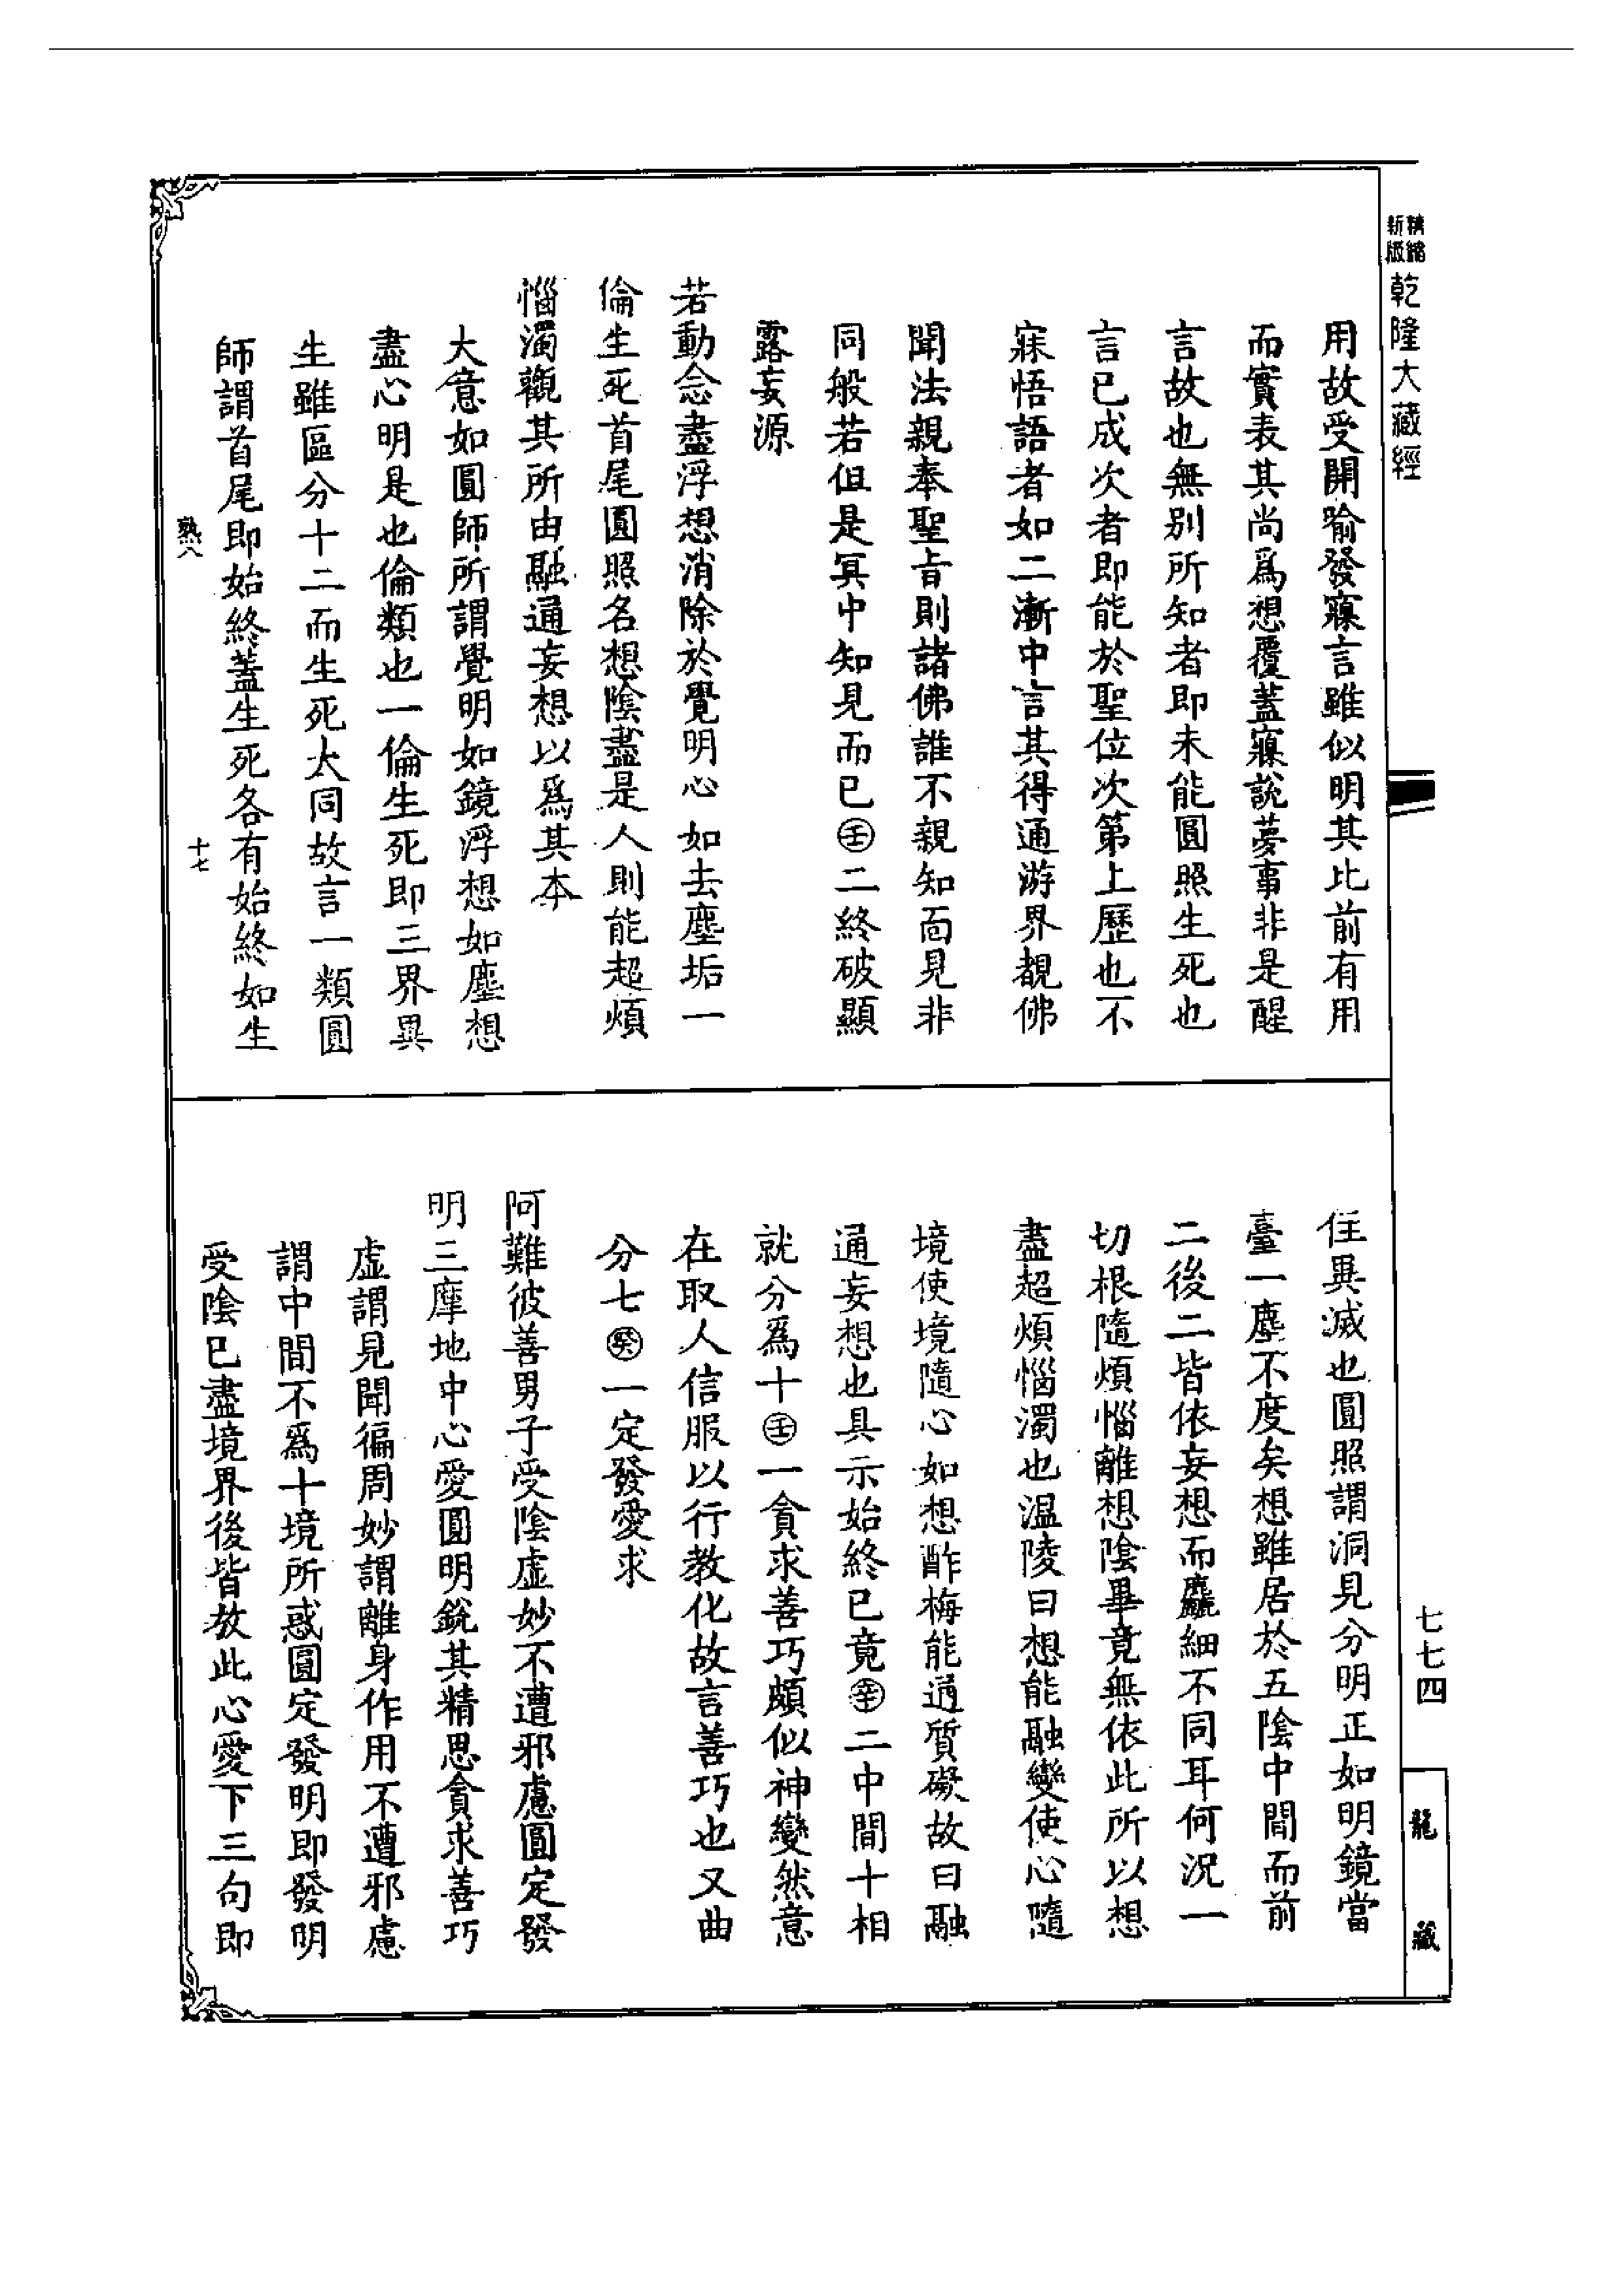 精縮新版
乾隆大藏經
用故受開喻發寱言雖似明其比前有用
而實表其尚爲想覆蓋寱說夢事非是醒
言故也無别所知者即未能圓照生死也
言已成次者即能於聖位次第上歷也不
寐悟語者如二漸中言其得通游界覩佛
聞法親奉聖旨則諸佛誰不親知面見非
同般若但是冥中知見而已㊣二終破顯
露妄源
若動念盡浮想消除於覺明心如去塵垢一
倫生死首尾圓照名想陰盡是人則能超煩
惱濁觀其所由融通妄想以爲其本
大意如圓師所謂覺明如鏡浮想如塵想
盡心明是也倫類也一倫生死即三界異
生雖區分十二而生死大同故言一類圓
師謂首尾即始終蓋生死各有始終如生
熟八
十七
住異滅也圓照謂洞見分明正如明鏡當
臺一塵不度矣想雖居於五陰中間而前
二後二皆依妄想而麤細不同耳何況一
切根隨煩惱離想陰畢竟無依此所以想
盡超煩惱濁也温陵曰想能融變使心隨
境使境隨心如想酢梅能通質礙故曰融
通妄想也具示始終已竟辛二中間十相
就分爲十壬一貪求善巧頗似神變然意
在取人信服以行教化故言善巧也又曲
分七癸一定發愛求
阿難彼善男子受陰虛妙不遭邪慮圓定發
明三摩地中心愛圓明銳其精思貪求善巧
虛謂見聞徧周妙謂離身作用不遭邪慮
謂中間不爲十境所惑圓定發明即發明
受陰已盡境界後皆放此心愛下三句即
七七四
龍藏